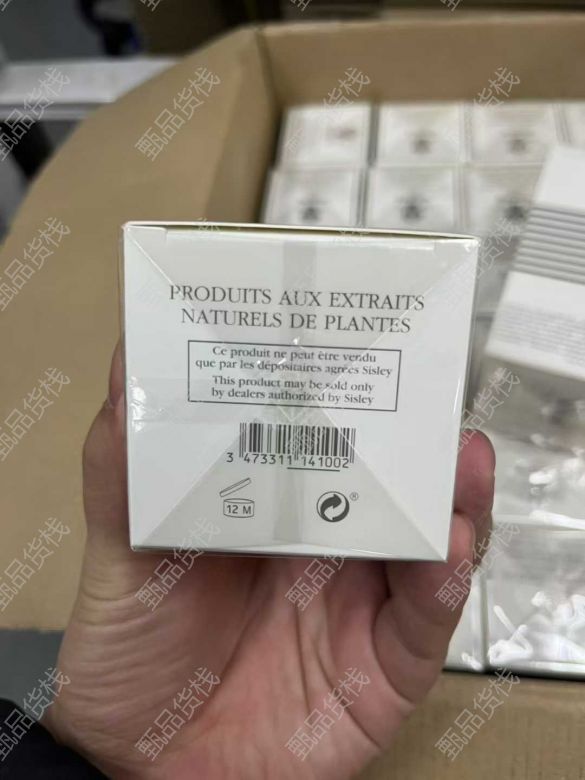 PRODUITS AUX EXTRAITS
NATURELS DE PLANTES
Ce produit ne peut être vendu
que par les dépositaires agréés Sisley
This product may be sold only
by dealers authorized by Sisley
3 473311 141002
12 M
®
甄品货栈